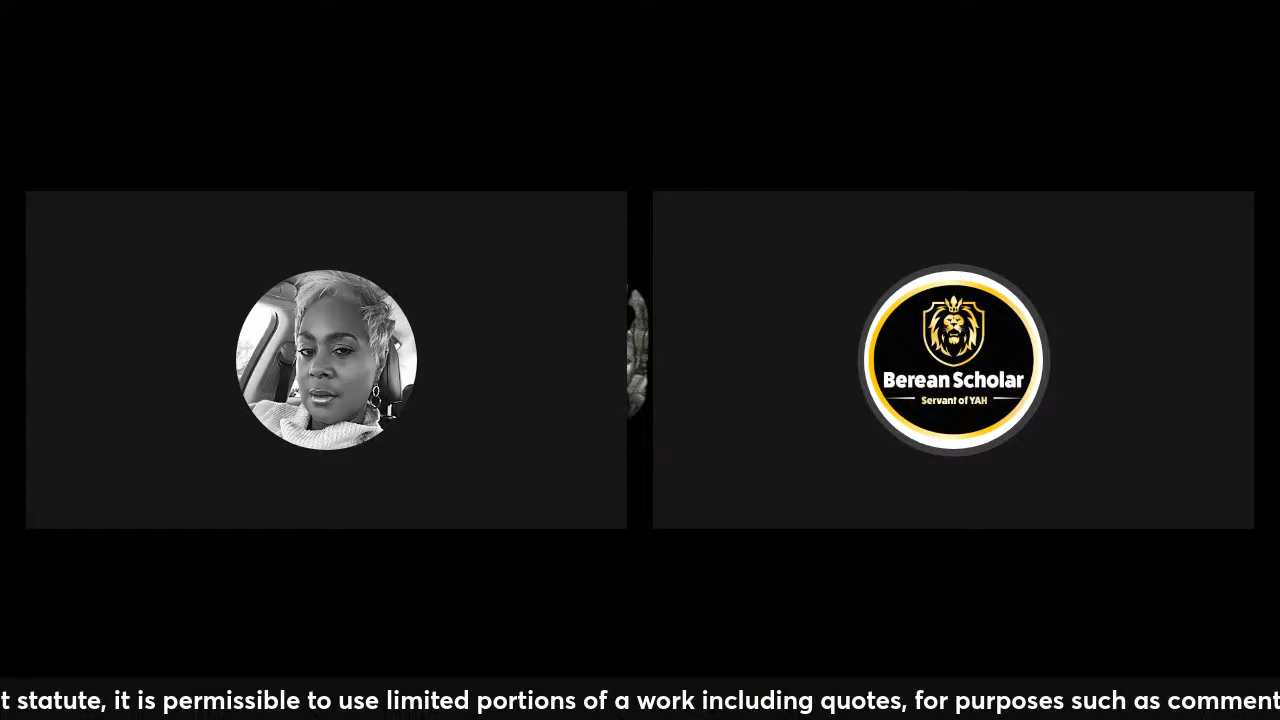 Berean Scholar
Servant of YAH
t statute, it is permissible to use limited portions of a work including quotes, for purposes such as comment